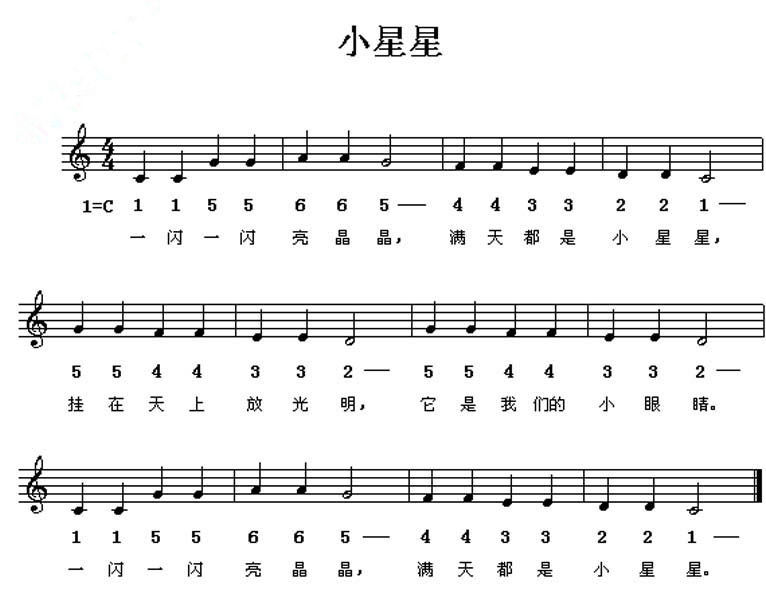 小星星
4
4
1=C 1 1 5 5 6 6 5 — 4 4 3 3 2 2 1 —
一闪一闪 亮晶晶, 满天都是 小星星,
5 5 4 4 3 3 2 — 5 5 4 4 3 3 2 —
挂在天上 放光明, 它是我们的 小眼睛。
1 1 5 5 6 6 5 — 4 4 3 3 2 2 1 —
一闪一闪 亮晶晶, 满天都是 小星星。